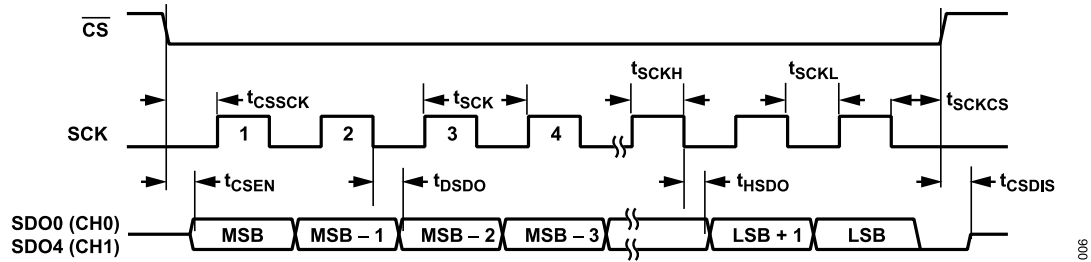 CS
tSCKH
tSCKL
tCSSCK
tSCK
tSCKCS
SCK
1
2
3
4
tCSEN
tDSDO
tHSDO
tCSDIS
SDO0 (CH0)
SDO4 (CH1)
MSB
MSB – 1
MSB – 2
MSB – 3
LSB + 1
LSB
006